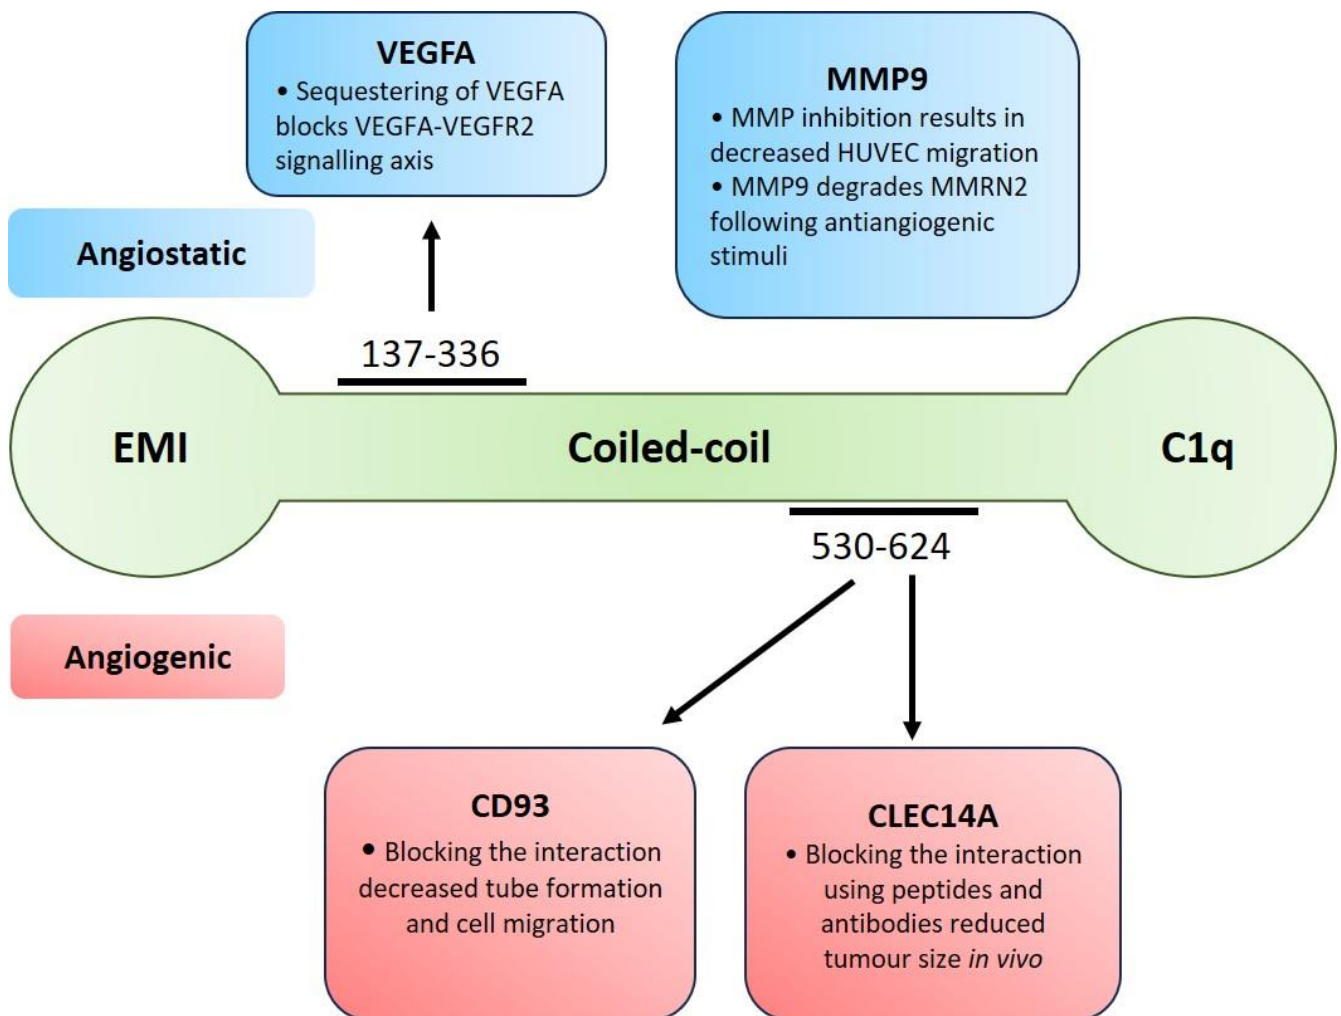 VEGFA
• Sequestering of VEGFA
blocks VEGFA-VEGFR2
signalling axis
MMP9
• MMP inhibition results in
decreased HUVEC migration
• MMP9 degrades MMRN2
following antiangiogenic
stimuli
Angiostatic
137-336
EMI
Coiled-coil
C1q
530-624
Angiogenic
CD93
• Blocking the interaction
decreased tube formation
and cell migration
CLEC14A
• Blocking the interaction
using peptides and
antibodies reduced
tumour size in vivo